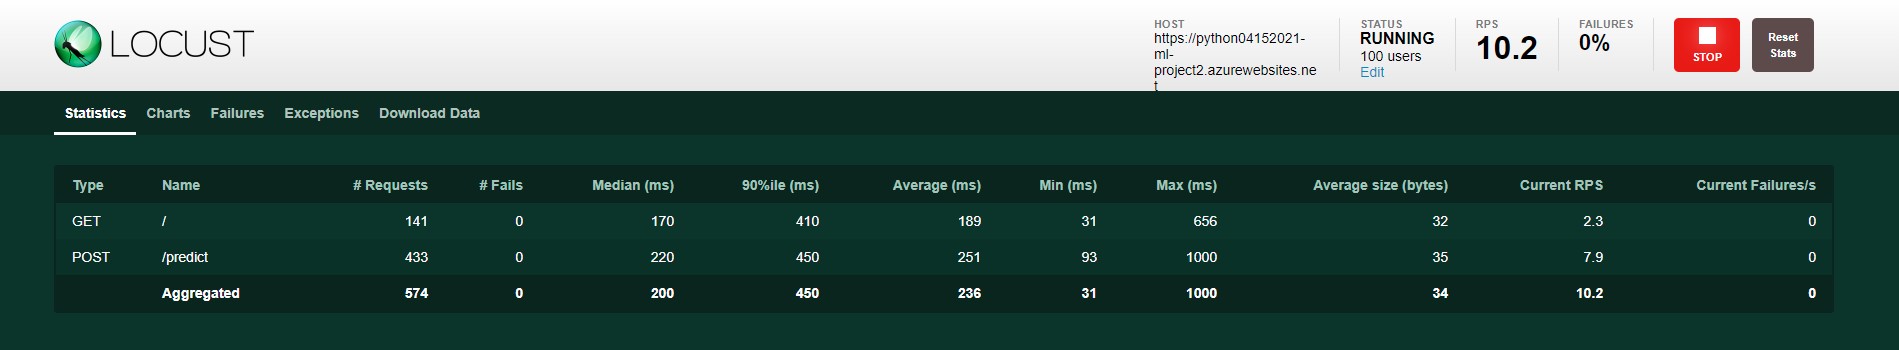 LOCUST
HOST
https://python04152021-
ml-
project2.azurewebsites.ne
t
STATUS
RUNNING
100 users
Edit
RPS
10.2
FAILURES
0%
STOP
Reset
Stats
Statistics Charts Failures Exceptions Download Data
Type Name # Requests # Fails Median (ms) 90%ile (ms) Average (ms) Min (ms) Max (ms) Average size (bytes) Current RPS Current Failures/s
GET / 141 0 170 410 189 31 656 32 2.3 0
POST /predict 433 0 220 450 251 93 1000 35 7.9 0
Aggregated 574 0 200 450 236 31 1000 34 10.2 0